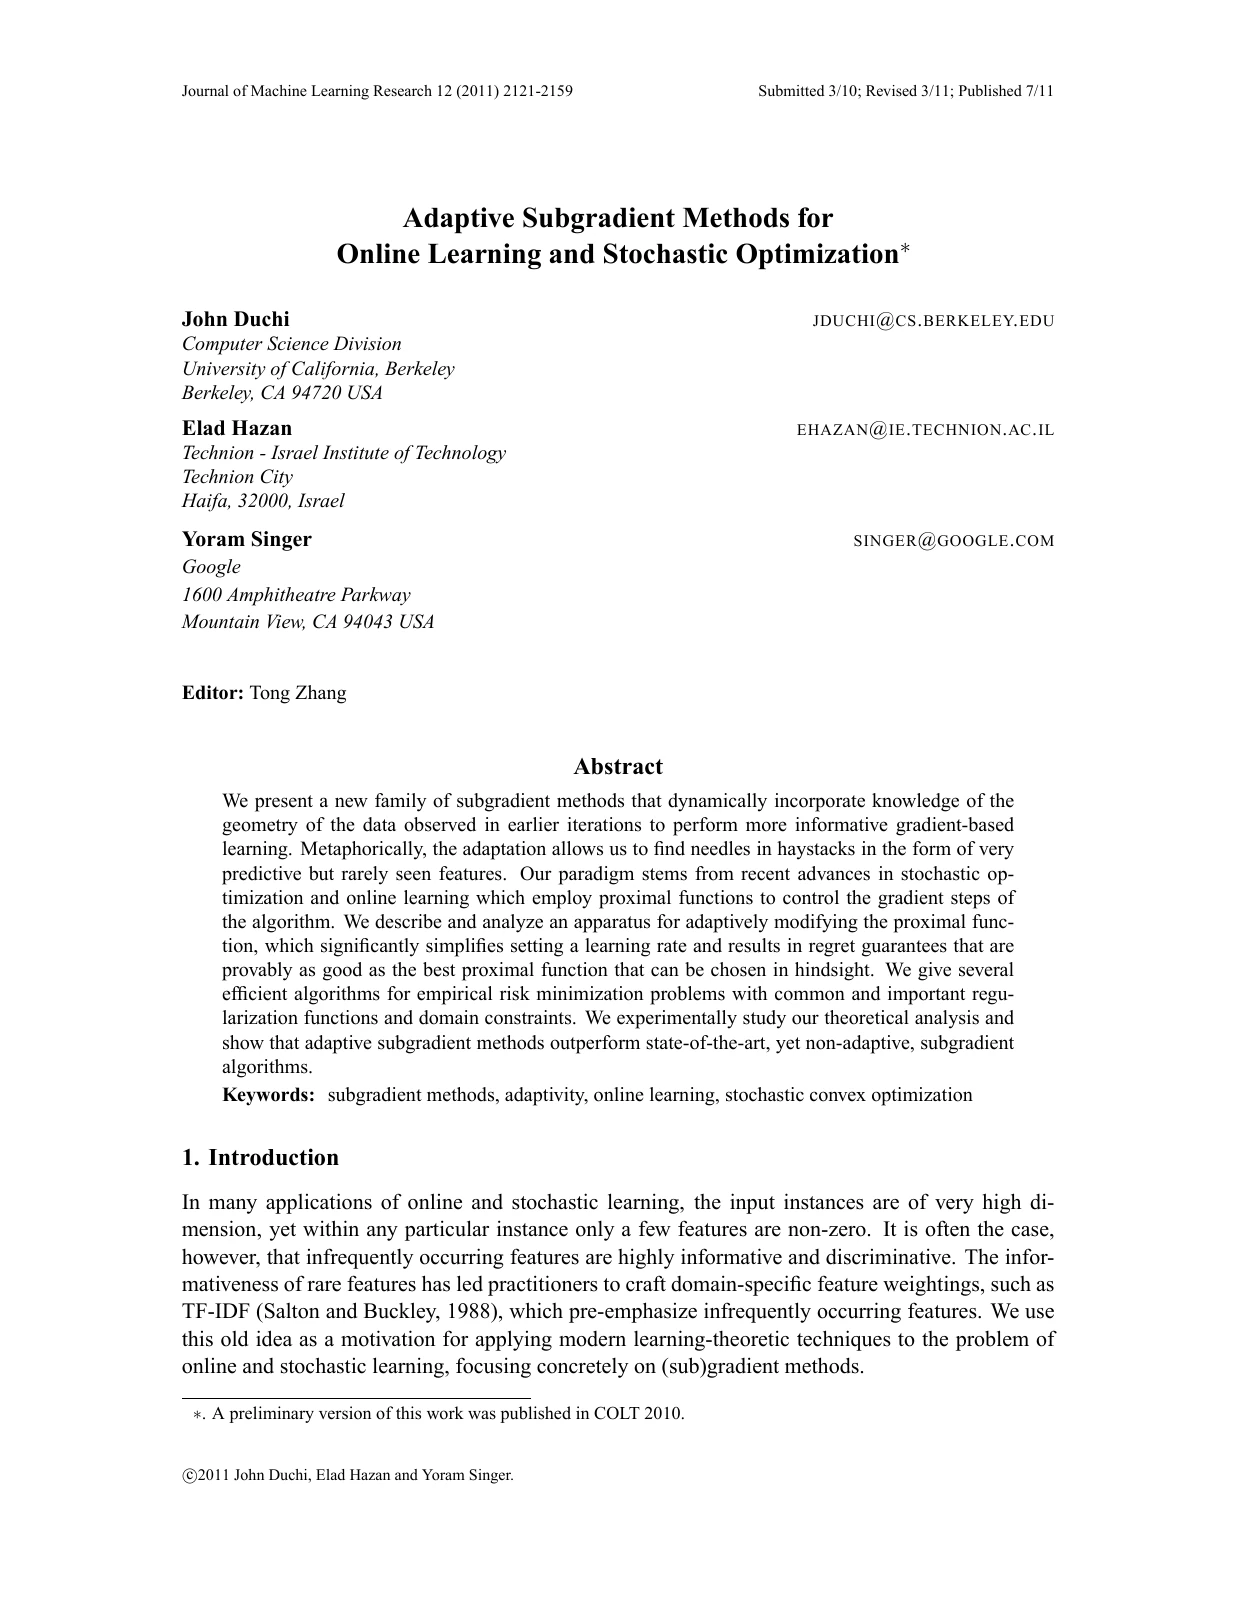 Journal of Machine Learning Research 12 (2011) 2121-2159 Submitted 3/10; Revised 3/11; Published 7/11
Adaptive Subgradient Methods for
Online Learning and Stochastic Optimization*
John Duchi JDUCHI@CS.BERKELEY.EDU
Computer Science Division
University of California, Berkeley
Berkeley, CA 94720 USA
Elad Hazan EHAZAN@IE.TECHNION.AC.IL
Technion - Israel Institute of Technology
Technion City
Haifa, 32000, Israel
Yoram Singer SINGER@GOOGLE.COM
Google
1600 Amphitheatre Parkway
Mountain View, CA 94043 USA
Editor: Tong Zhang
Abstract
We present a new family of subgradient methods that dynamically incorporate knowledge of the
geometry of the data observed in earlier iterations to perform more informative gradient-based
learning. Metaphorically, the adaptation allows us to find needles in haystacks in the form of very
predictive but rarely seen features. Our paradigm stems from recent advances in stochastic op-
timization and online learning which employ proximal functions to control the gradient steps of
the algorithm. We describe and analyze an apparatus for adaptively modifying the proximal func-
tion, which significantly simplifies setting a learning rate and results in regret guarantees that are
provably as good as the best proximal function that can be chosen in hindsight. We give several
efficient algorithms for empirical risk minimization problems with common and important regu-
larization functions and domain constraints. We experimentally study our theoretical analysis and
show that adaptive subgradient methods outperform state-of-the-art, yet non-adaptive, subgradient
algorithms.
Keywords: subgradient methods, adaptivity, online learning, stochastic convex optimization
1. Introduction
In many applications of online and stochastic learning, the input instances are of very high di-
mension, yet within any particular instance only a few features are non-zero. It is often the case,
however, that infrequently occurring features are highly informative and discriminative. The infor-
mativeness of rare features has led practitioners to craft domain-specific feature weightings, such as
TF-IDF (Salton and Buckley, 1988), which pre-emphasize infrequently occurring features. We use
this old idea as a motivation for applying modern learning-theoretic techniques to the problem of
online and stochastic learning, focusing concretely on (sub)gradient methods.
∗. A preliminary version of this work was published in COLT 2010.
©2011 John Duchi, Elad Hazan and Yoram Singer.